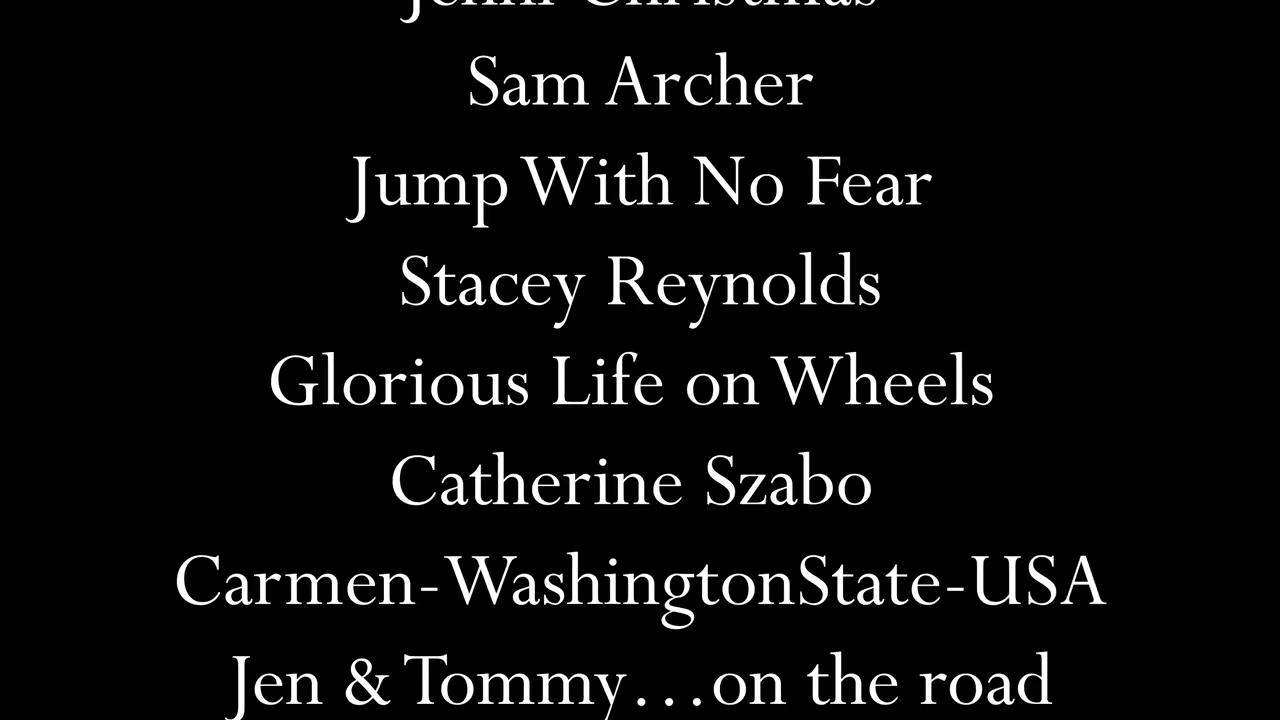 Christmas
Sam Archer
Jump With No Fear
Stacey Reynolds
Glorious Life on Wheels
Catherine Szabo
Carmen-WashingtonState-USA
Jen & Tommy...on the road